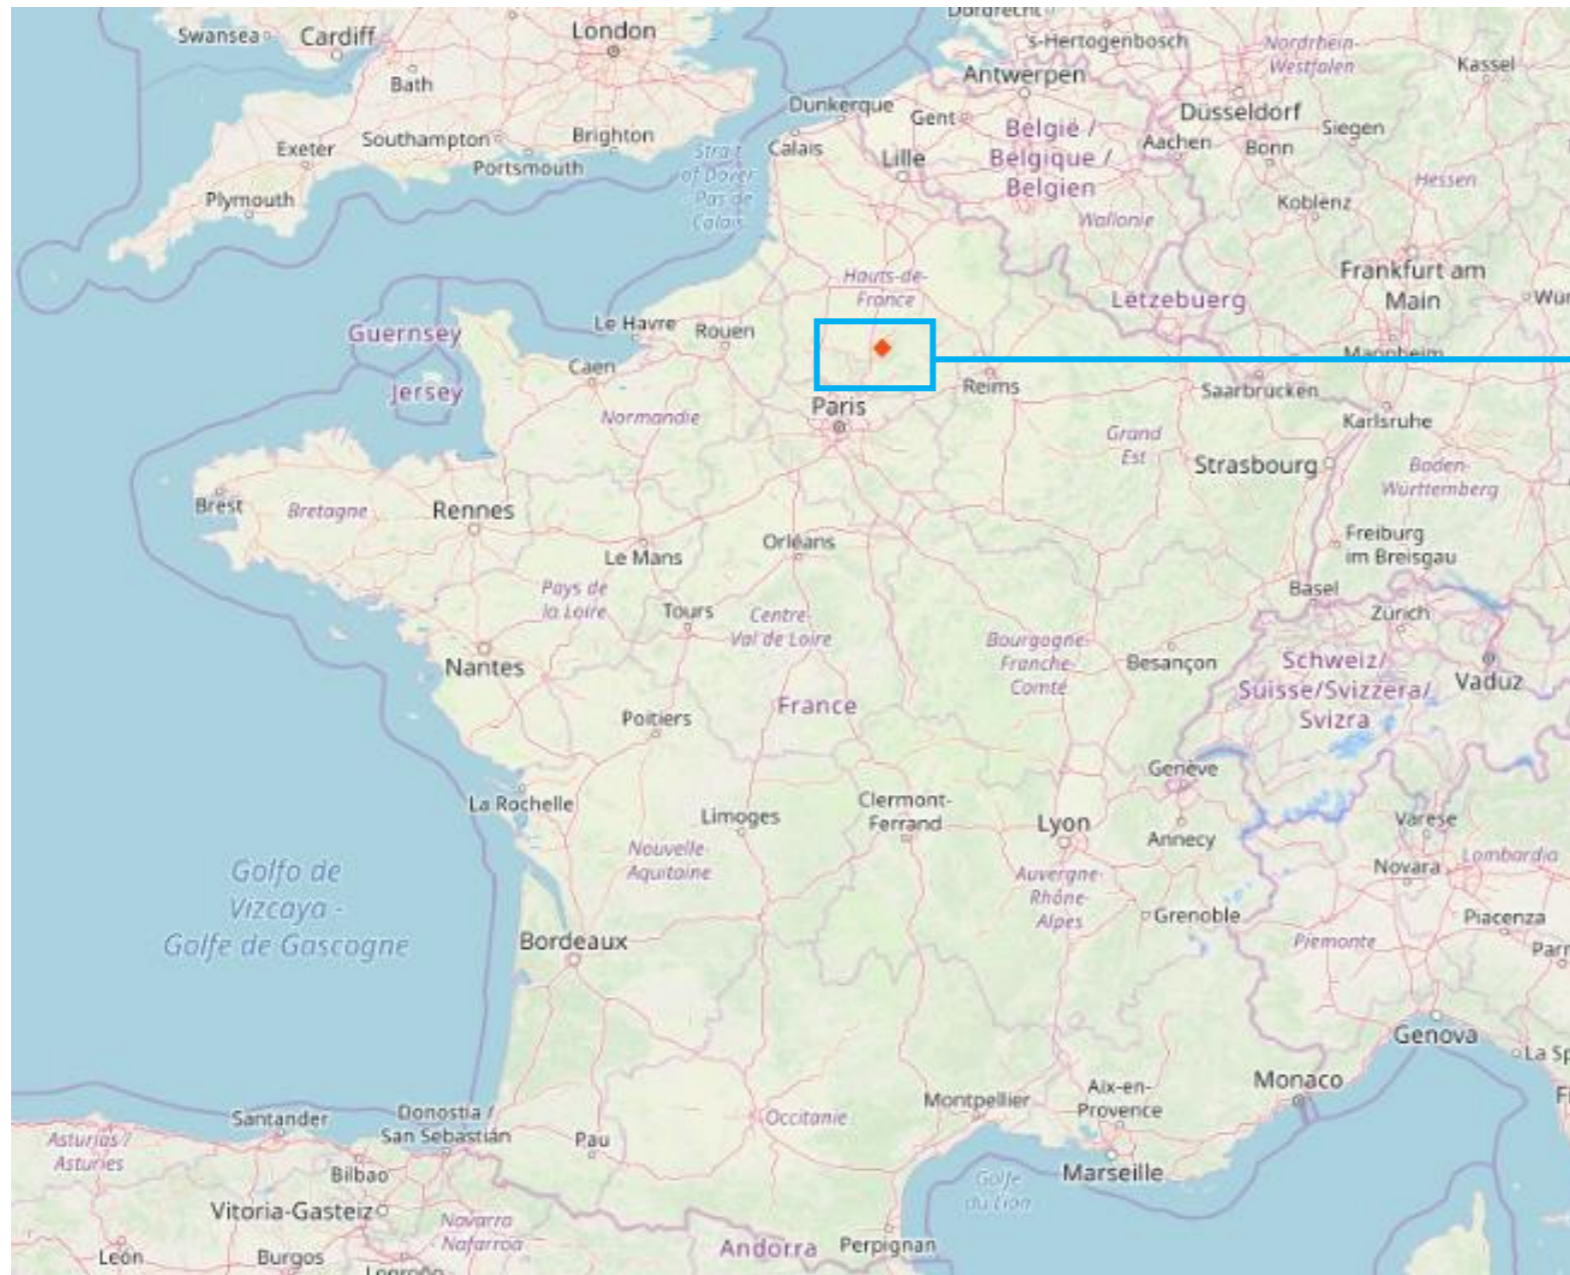 Dordrecht
Swansea
Cardiff
London
's-Hertogenbosch
Nordrhein-
Westfalen
Kassel
Bath
Antwerpen
Dunkerque
Gent
Düsseldorf
Southampton
Brighton
België /
Belgique /
Belgien
Siegen
Exeter
Calais
Lille
Aachen
Bonn
Portsmouth
Strait
of Dover
- Pas de
Calais
Plymouth
Wallonie
Hessen
Koblenz
Hauts-de-
France
Lëtzebuerg
Frankfurt am
Main
Wür
Guernsey
Le Havre
Rouen
Caen
Mannheim
Jersey
Reims
Saarbrücken
Paris
Normandie
Karlsruhe
Grand
Est
Strasbourg
Baden-
Württemberg
Brest
Bretagne
Rennes
Orléans
Freiburg
im Breisgau
Le Mans
Pays de
la Loire
Tours
Centre-
Val de Loire
Basel
Zürich
Nantes
Bourgogne-
Franche-
Comté
Besançon
Schweiz/
Suisse/Svizzera/
Svizra
Vaduz
France
Poitiers
Genève
La Rochelle
Limoges
Clermont-
Ferrand
Lyon
Annecy
Varese
Nouvelle
Aquitaine
Novara
Lombardia
Golfo de
Vizcaya -
Golfe de Gascogne
Auvergne-
Rhône-
Alpes
Grenoble
Piacenza
Bordeaux
Piemonte
Parr
Genova
La Sp
Monaco
Aix-en-
Provence
Montpellier
Fi
Santander
Donostia /
San Sebastián
Pau
Occitanie
Asturias /
Asturies
Bilbao
Marseille
Golfe
du Lion
Vitoria-Gasteiz
Navarra
- Nafarroa
León
Burgos
Andorra
Perpignan
Logroño